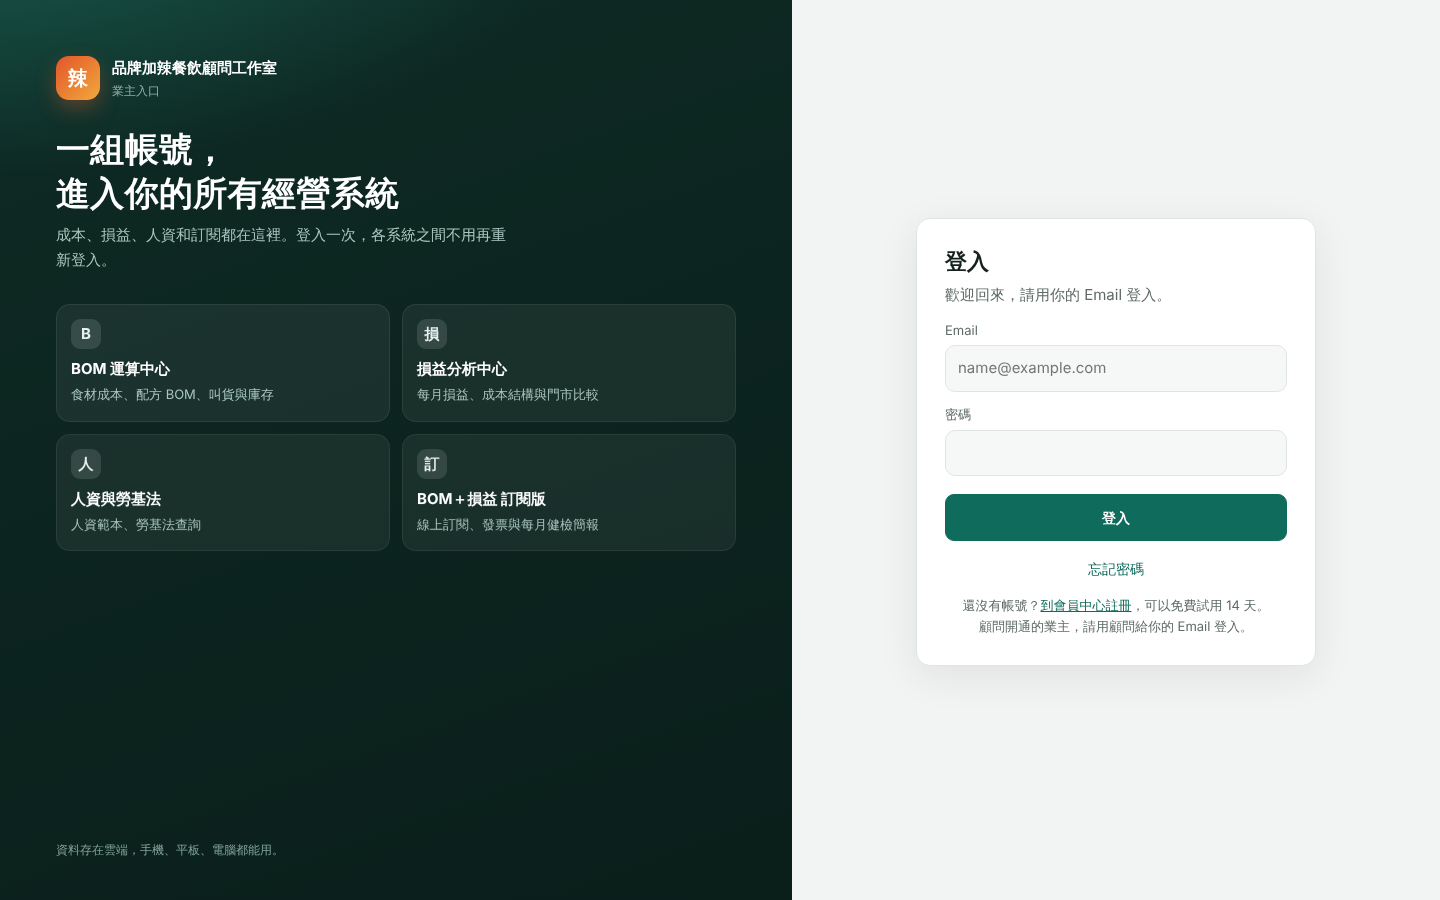 辣
品牌加辣餐飲顧問工作室
業主入口
一組帳號，
進入你的所有經營系統
成本、損益、人資和訂閱都在這裡。登入一次，各系統之間不用再重
新登入。
B
BOM 運算中心
食材成本、配方 BOM、叫貨與庫存
損
損益分析中心
每月損益、成本結構與門市比較
人
人資與勞基法
人資範本、勞基法查詢
訂
BOM＋損益 訂閱版
線上訂閱、發票與每月健檢簡報
資料存在雲端，手機、平板、電腦都能用。
登入
歡迎回來，請用你的 Email 登入。
Email
name@example.com
密碼
登入
忘記密碼
還沒有帳號？到會員中心註冊，可以免費試用 14 天。
顧問開通的業主，請用顧問給你的 Email 登入。